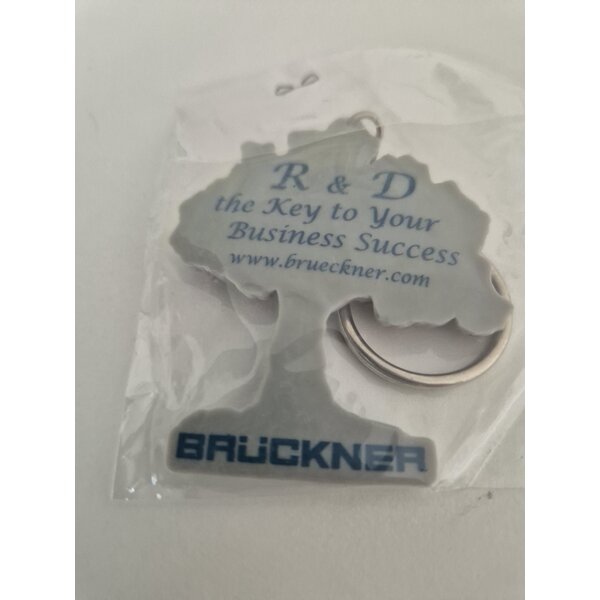 R & D
the Key to Your
Business Success
www.brueckner.com
BRüCKNER